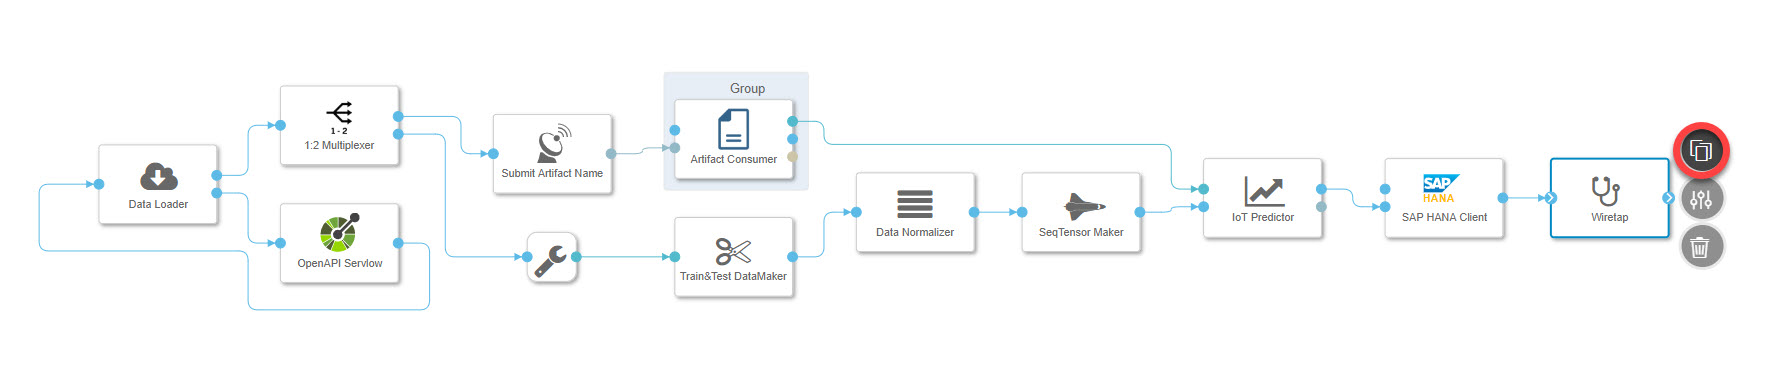 Group
1 - 2
1:2 Multiplexer
Submit Artifact Name
Artifact Consumer
Data Loader
OpenAPI Servlow
Train&Test DataMaker
Data Normalizer
SeqTensor Maker
IoT Predictor
SAP
HANA
SAP HANA Client
Wiretap